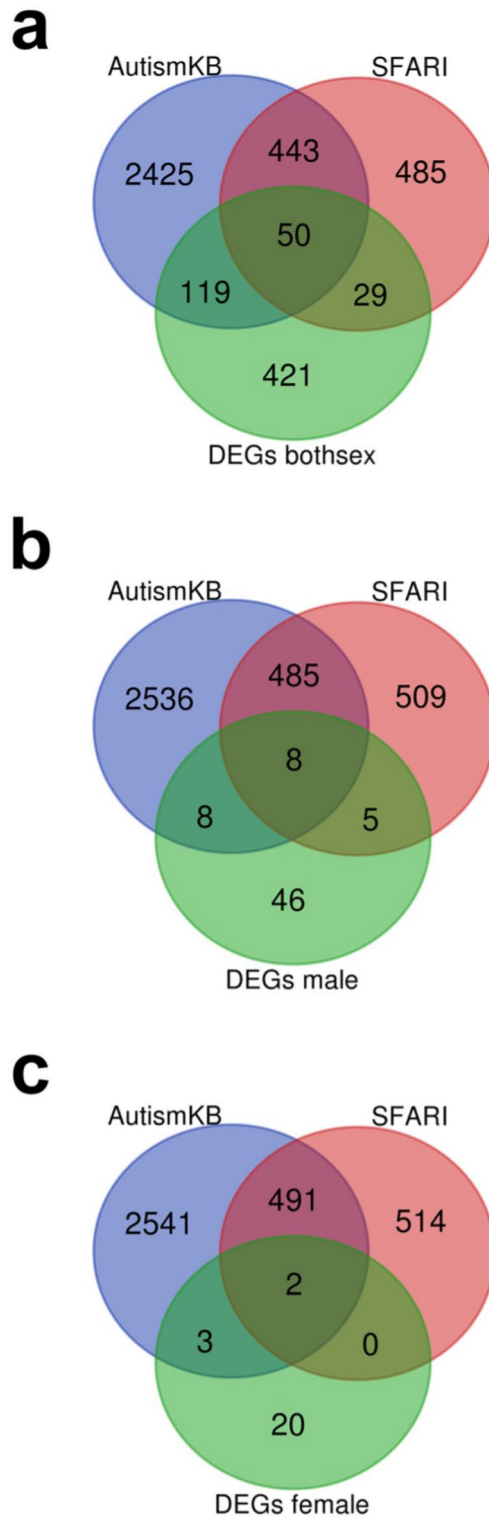 a
AutismKB SFARI
2425 443 485
50
119 29
421
DEGs bothsex
b
AutismKB SFARI
2536 485 509
8
8 5
46
DEGs male
c
AutismKB SFARI
2541 491 514
2
3 0
20
DEGs female